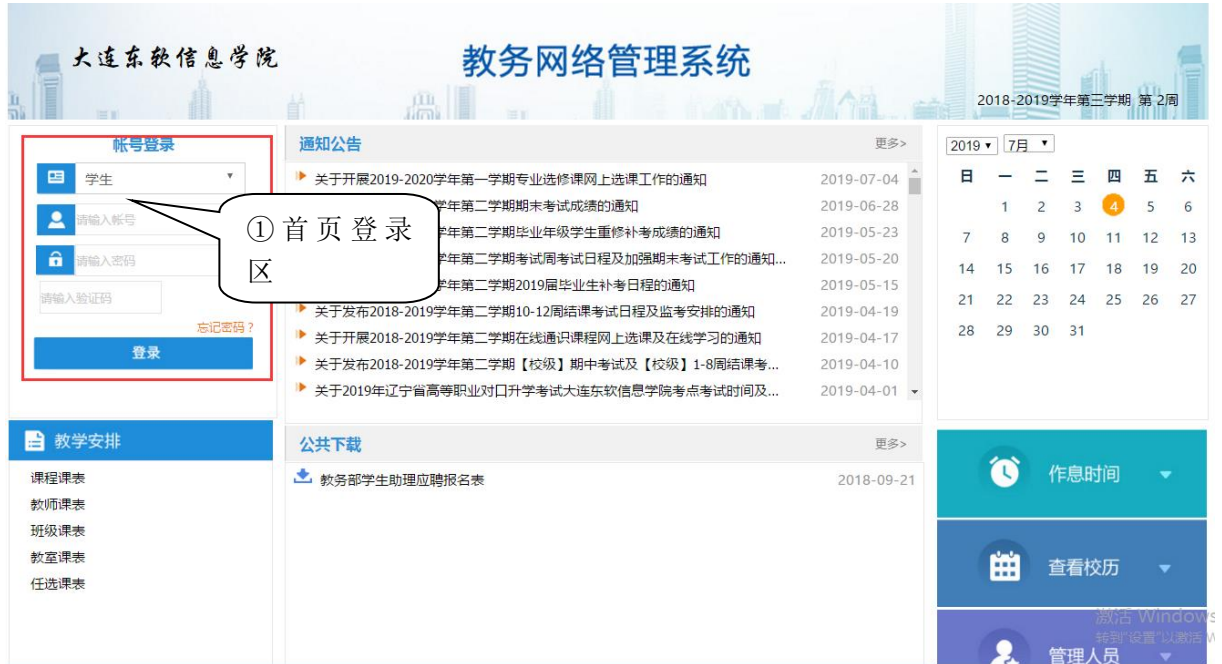 大连东软信息学院
教务网络管理系统
2018-2019学年第三学期 第 2周
帐号登录
学生
请输入帐号
请输入密码
请输入验证码
忘记密码？
登录
①首页登录
区
通知公告 更多>
关于开展2019-2020学年第一学期专业选修课网上选课工作的通知 2019-07-04
学年第二学期期末考试成绩的通知 2019-06-28
学年第二学期毕业年级学生重修补考成绩的通知 2019-05-23
学年第二学期考试周考试日程及加强期末考试工作的通知... 2019-05-20
学年第二学期2019届毕业生补考日程的通知 2019-05-15
关于发布2018-2019学年第二学期10-12周结课考试日程及监考安排的通知 2019-04-19
关于开展2018-2019学年第二学期在线通识课程网上选课及在线学习的通知 2019-04-17
关于发布2018-2019学年第二学期【校级】期中考试及【校级】1-8周结课考... 2019-04-10
关于2019年辽宁省高等职业对口升学考试大连东软信息学院考点考试时间及... 2019-04-01
2019 7月
日 一 二 三 四 五 六
1 2 3 4 5 6
7 8 9 10 11 12 13
14 15 16 17 18 19 20
21 22 23 24 25 26 27
28 29 30 31
教学安排
课程课表
教师课表
班级课表
教室课表
任选课表
公共下载 更多>
教务部学生助理应聘报名表 2018-09-21
作息时间
查看校历
管理人员
激活 Windows
转到"设置"以激活 W